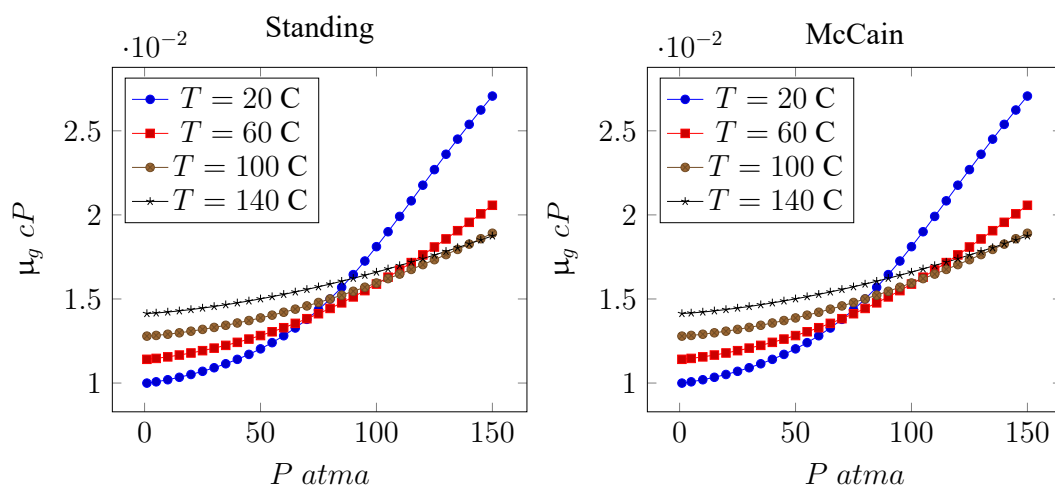 Standing
·10⁻²
T = 20 C
T = 60 C
T = 100 C
T = 140 C
2.5
2
1.5
1
μg cP
0 50 100 150
P atma
McCain
·10⁻²
T = 20 C
T = 60 C
T = 100 C
T = 140 C
2.5
2
1.5
1
μg cP
0 50 100 150
P atma